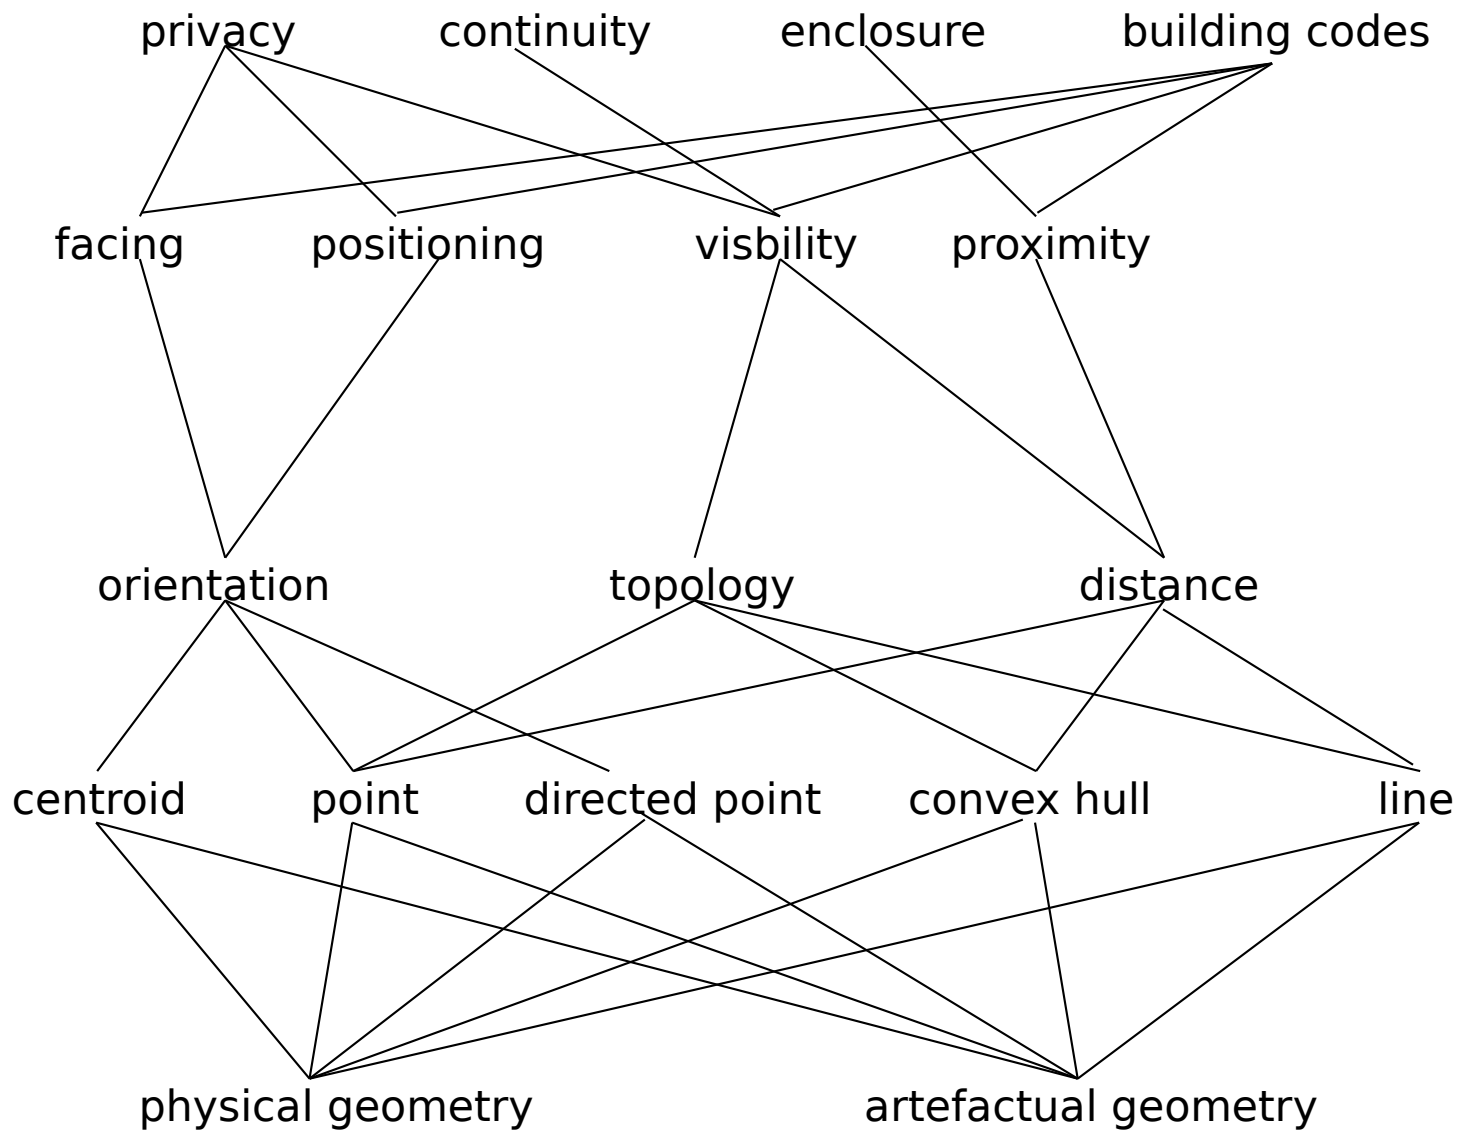 privacy continuity enclosure building codes
facing positioning visbility proximity
orientation topology distance
centroid point directed point convex hull line
physical geometry artefactual geometry